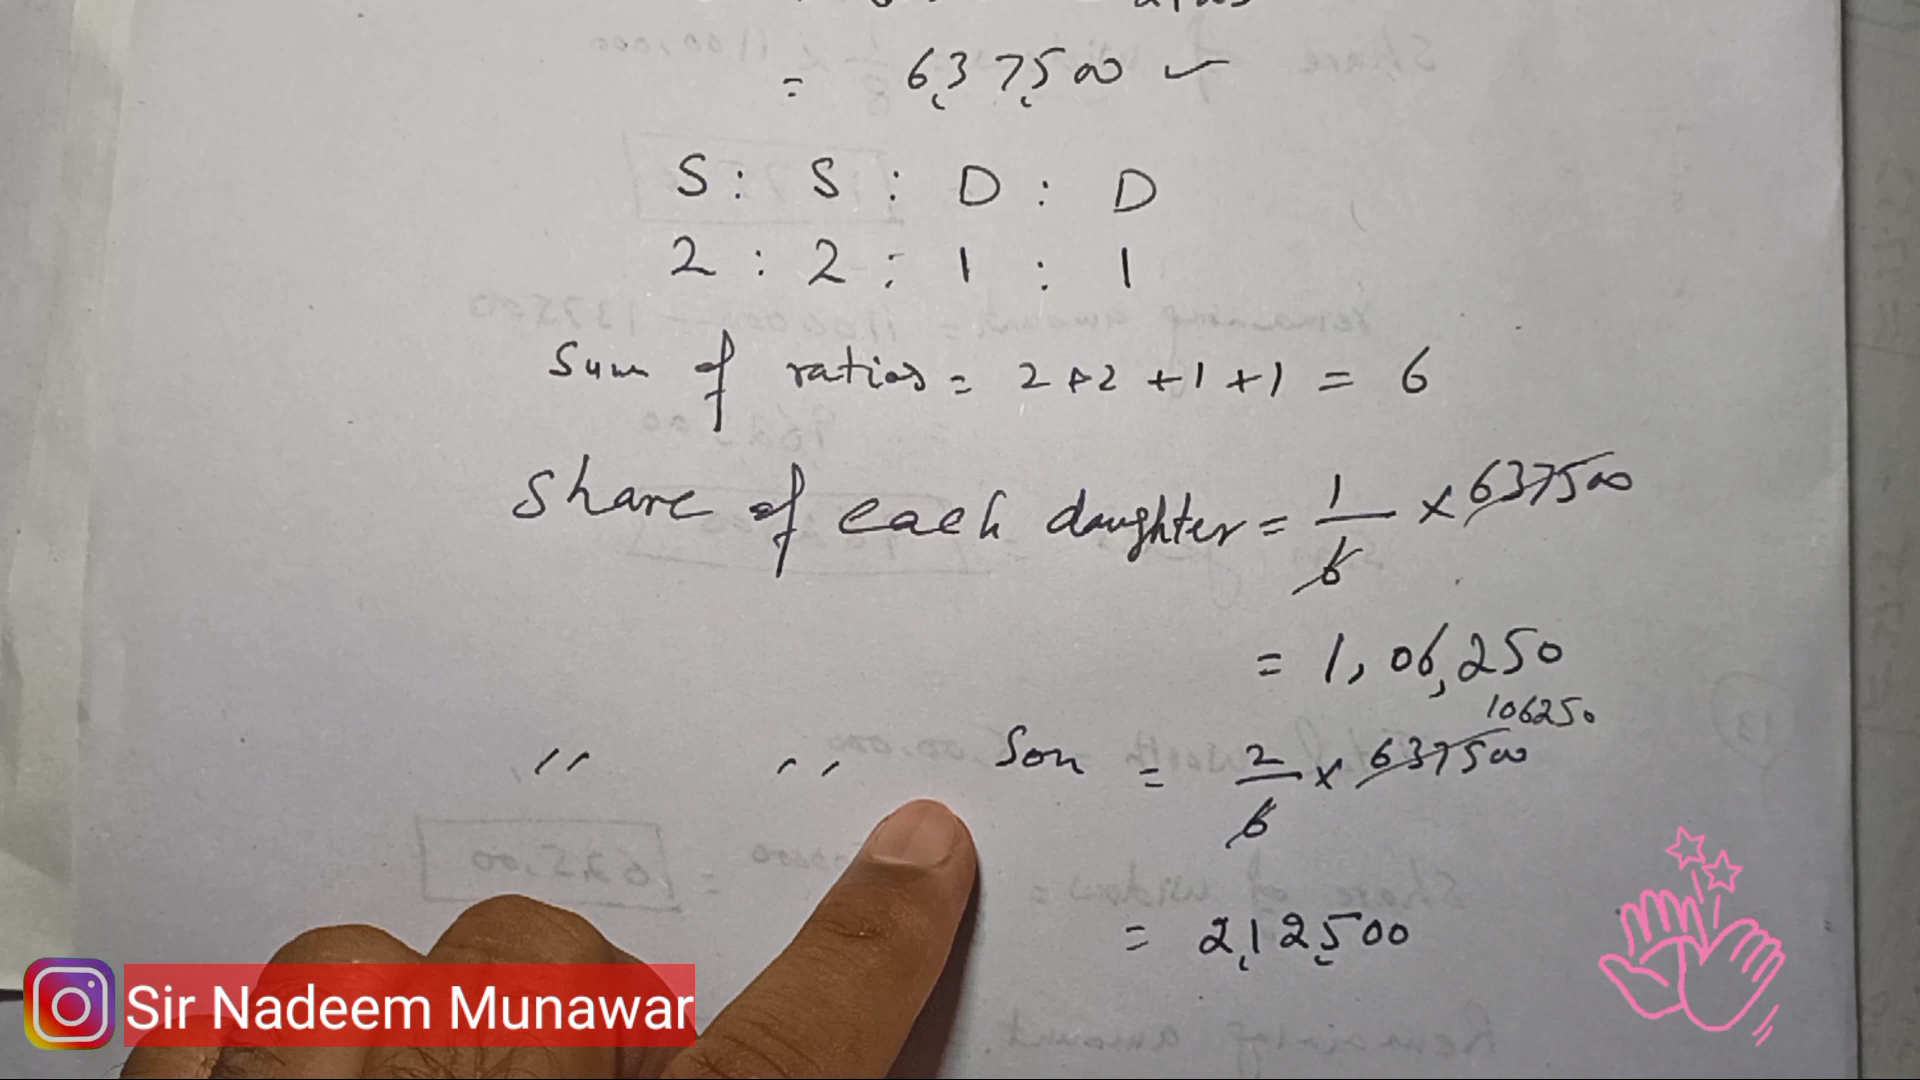 = 6,37,500
S : S : D : D
2 : 2 : 1 : 1
Sum of ratios = 2+2+1+1 = 6
Share of each daughter = 1/6 × 637500
= 1,06,250
106250
〃 〃 Son = 2/6 × 637500
= 2,12,500
Sir Nadeem Munawar